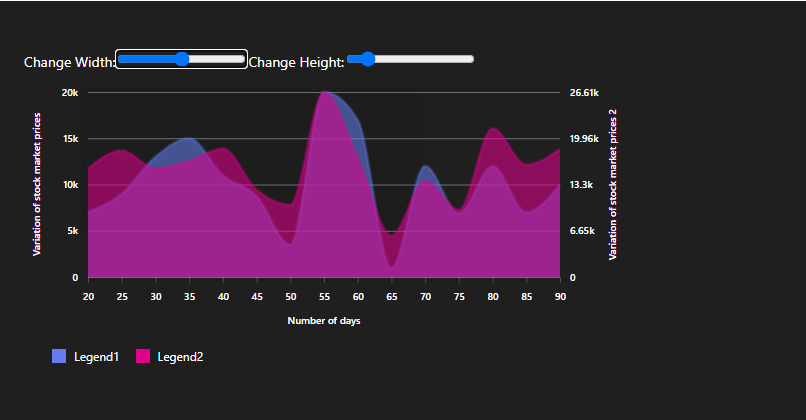 Change Width: Change Height:
20k
15k
10k
5k
0
Variation of stock market prices
26.61k
19.96k
13.3k
6.65k
0
Variation of stock market prices 2
20 25 30 35 40 45 50 55 60 65 70 75 80 85 90
Number of days
Legend1 Legend2